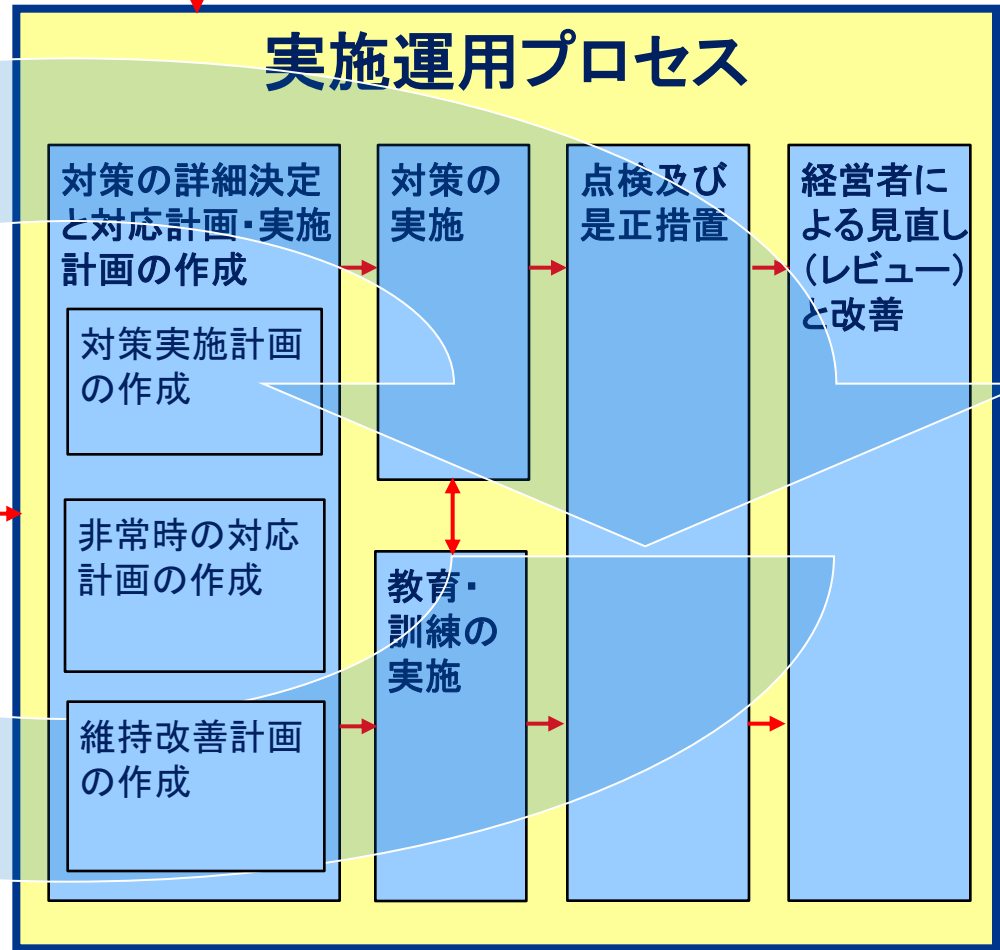 実施運用プロセス
対策の詳細決定
と対応計画・実施
計画の作成
対策実施計画
の作成
非常時の対応
計画の作成
維持改善計画
の作成
対策の
実施
教育・
訓練の
実施
点検及び
是正措置
経営者に
よる見直し
（レビュー）
と改善